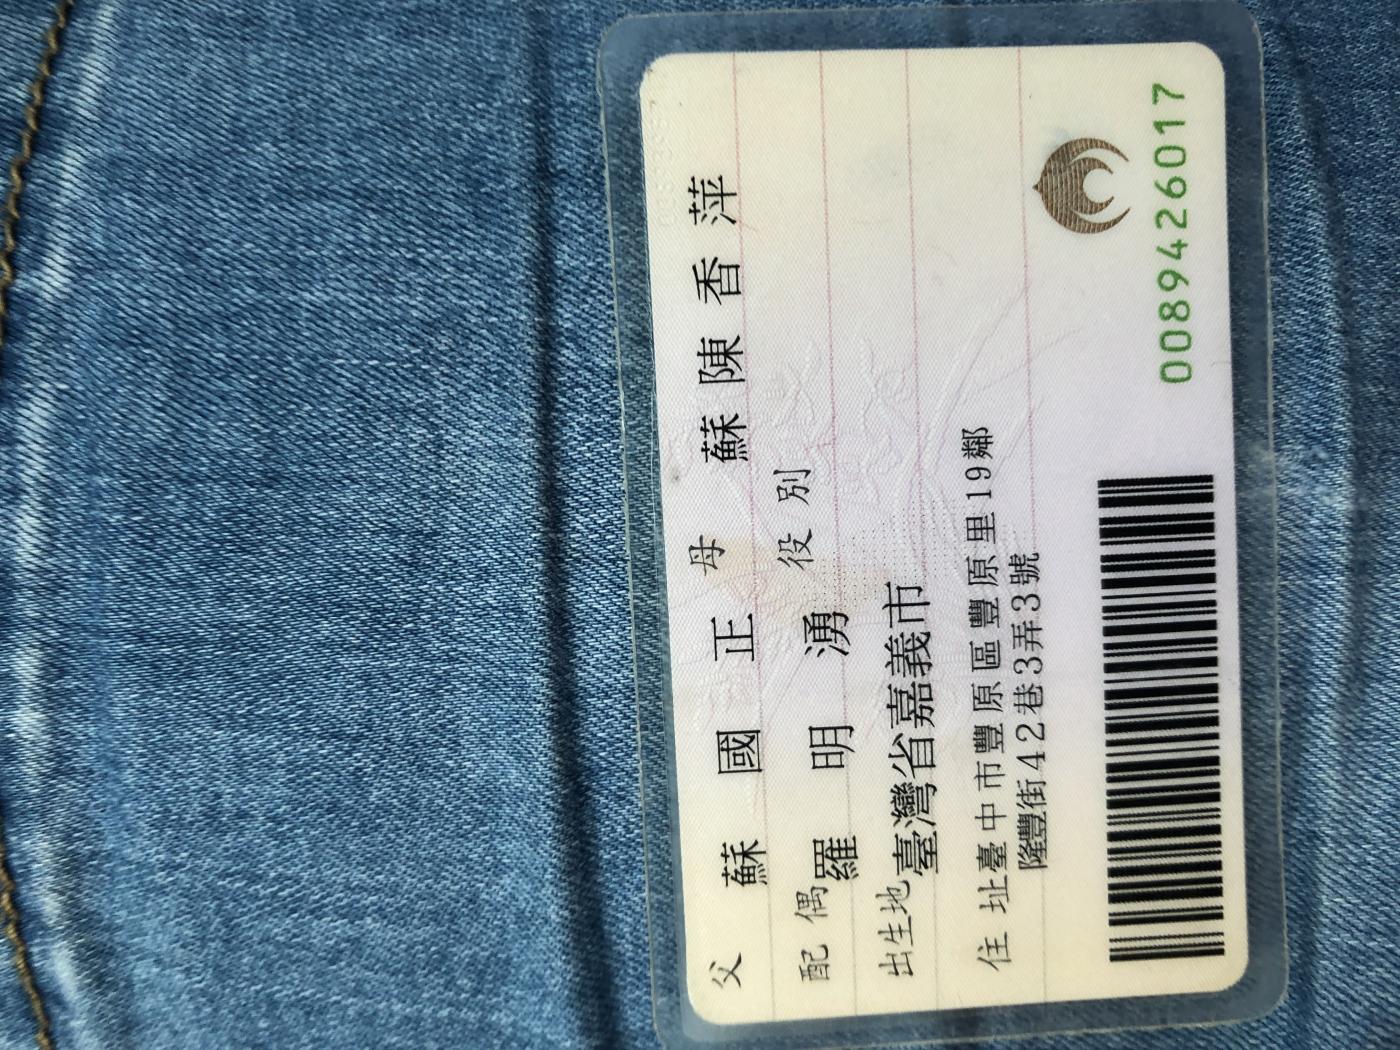 父 蘇國正 母 蘇陳香萍
配偶 羅明湧 役別
出生地 臺灣省嘉義市
住址 臺中市豐原區豐原里19鄰
隆豐街42巷3弄3號
0089426017